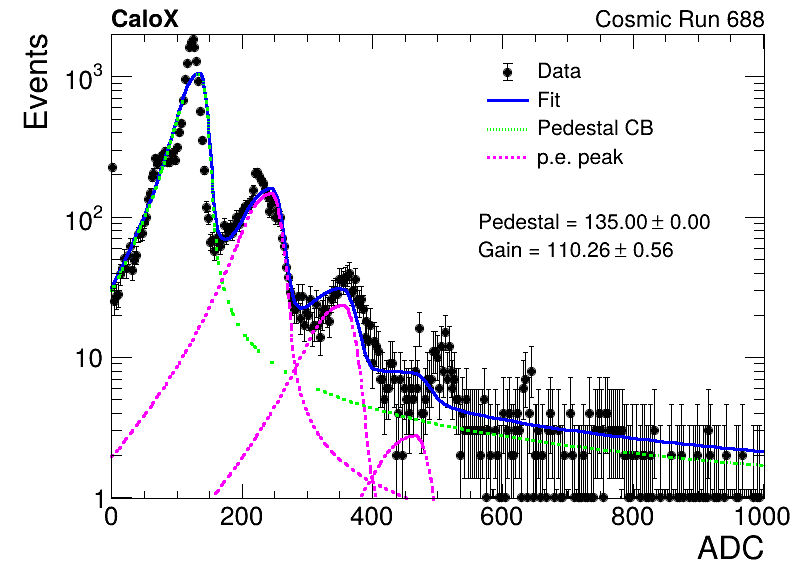 CaloX Cosmic Run 688
Events
Data
Fit
Pedestal CB
p.e. peak
Pedestal = 135.00 ± 0.00
Gain = 110.26 ± 0.56
10³
10²
10
1
0 200 400 600 800 1000
ADC